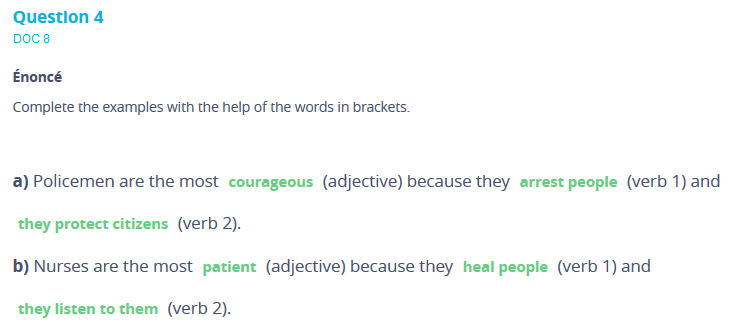 Question 4
DOC 8
Énoncé
Complete the examples with the help of the words in brackets.
a) Policemen are the most courageous (adjective) because they arrest people (verb 1) and
they protect citizens (verb 2).
b) Nurses are the most patient (adjective) because they heal people (verb 1) and
they listen to them (verb 2).